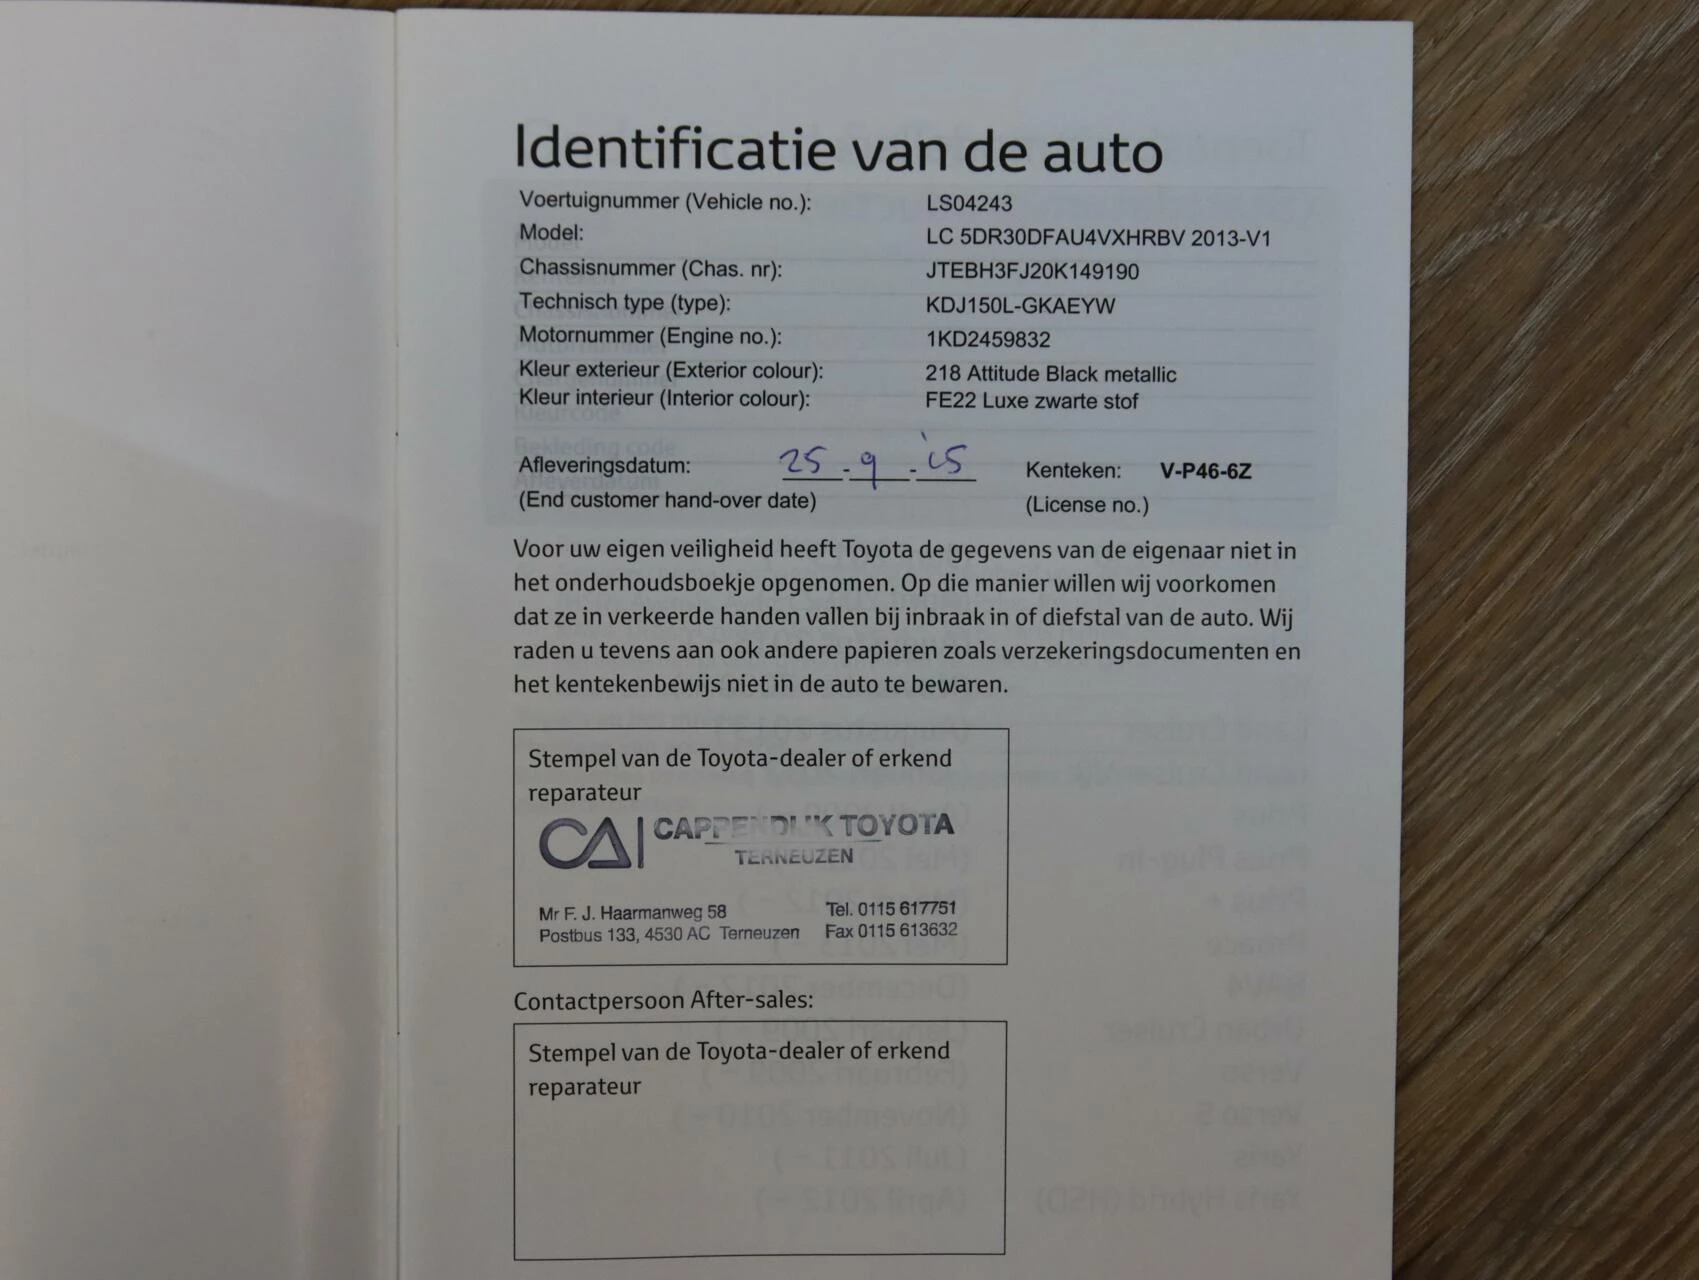 Identificatie van de auto
Voertuignummer (Vehicle no.): LS04243
Model: LC 5DR30DFAU4VXHRBV 2013-V1
Chassisnummer (Chas. nr): JTEBH3FJ20K149190
Technisch type (type): KDJ150L-GKAEYW
Motornummer (Engine no.): 1KD2459832
Kleur exterieur (Exterior colour): 218 Attitude Black metallic
Kleur interieur (Interior colour): FE22 Luxe zwarte stof
Afleveringsdatum: 25-9-'15 Kenteken: V-P46-6Z
(End customer hand-over date) (License no.)
Voor uw eigen veiligheid heeft Toyota de gegevens van de eigenaar niet in
het onderhoudsboekje opgenomen. Op die manier willen wij voorkomen
dat ze in verkeerde handen vallen bij inbraak in of diefstal van de auto. Wij
raden u tevens aan ook andere papieren zoals verzekeringsdocumenten en
het kentekenbewijs niet in de auto te bewaren.
Stempel van de Toyota-dealer of erkend
reparateur
CAPPENDIJK TOYOTA
TERNEUZEN
Mr F. J. Haarmanweg 58 Tel. 0115 617751
Postbus 133, 4530 AC Terneuzen Fax 0115 613632
Contactpersoon After-sales:
Stempel van de Toyota-dealer of erkend
reparateur